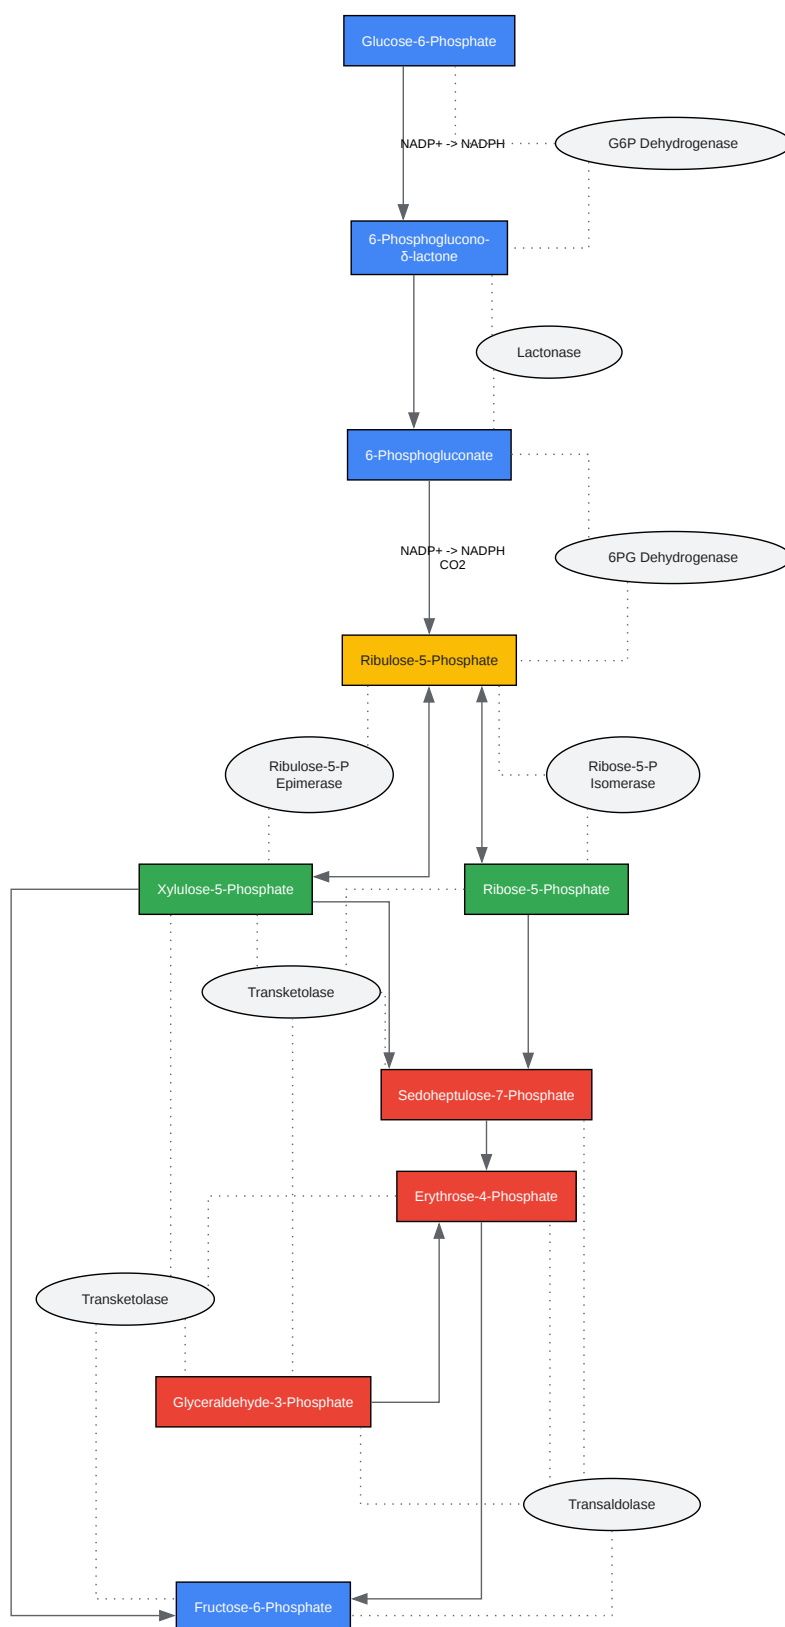 Glucose-6-Phosphate
NADP+ -> NADPH
G6P Dehydrogenase
6-Phosphoglucono-
δ-lactone
Lactonase
6-Phosphogluconate
NADP+ -> NADPH
CO2
6PG Dehydrogenase
Ribulose-5-Phosphate
Ribulose-5-P
Epimerase
Ribose-5-P
Isomerase
Xylulose-5-Phosphate
Ribose-5-Phosphate
Transketolase
Sedoheptulose-7-Phosphate
Erythrose-4-Phosphate
Transketolase
Glyceraldehyde-3-Phosphate
Transaldolase
Fructose-6-Phosphate